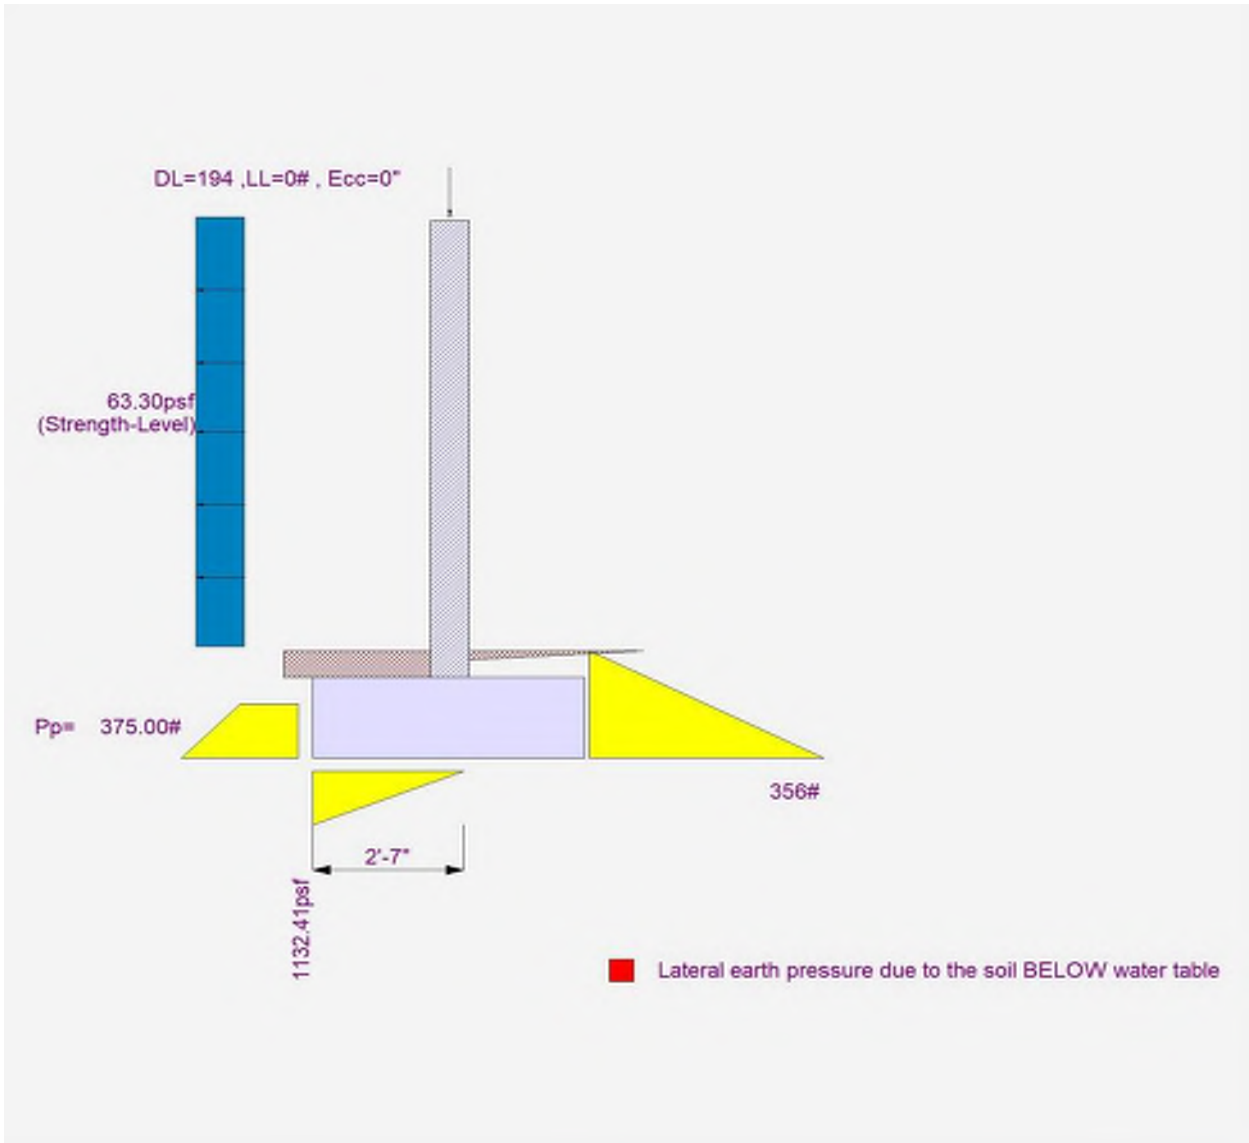 DL=194 ,LL=0# , Ecc=0"
63.30psf
(Strength-Level)
Pp= 375.00#
356#
2'-7"
1132.41psf
Lateral earth pressure due to the soil BELOW water table